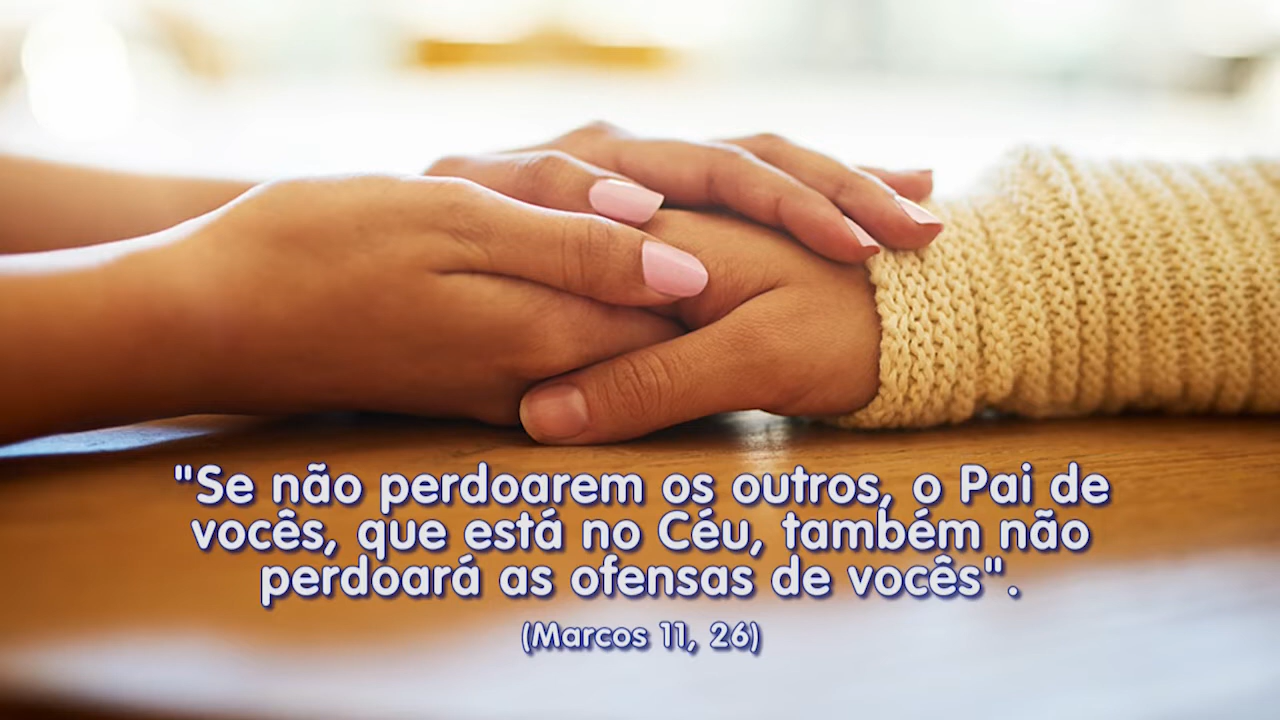 "Se não perdoarem os outros, o Pai de
vocês, que está no Céu, também não
perdoará as ofensas de vocês".
(Marcos 11, 26)